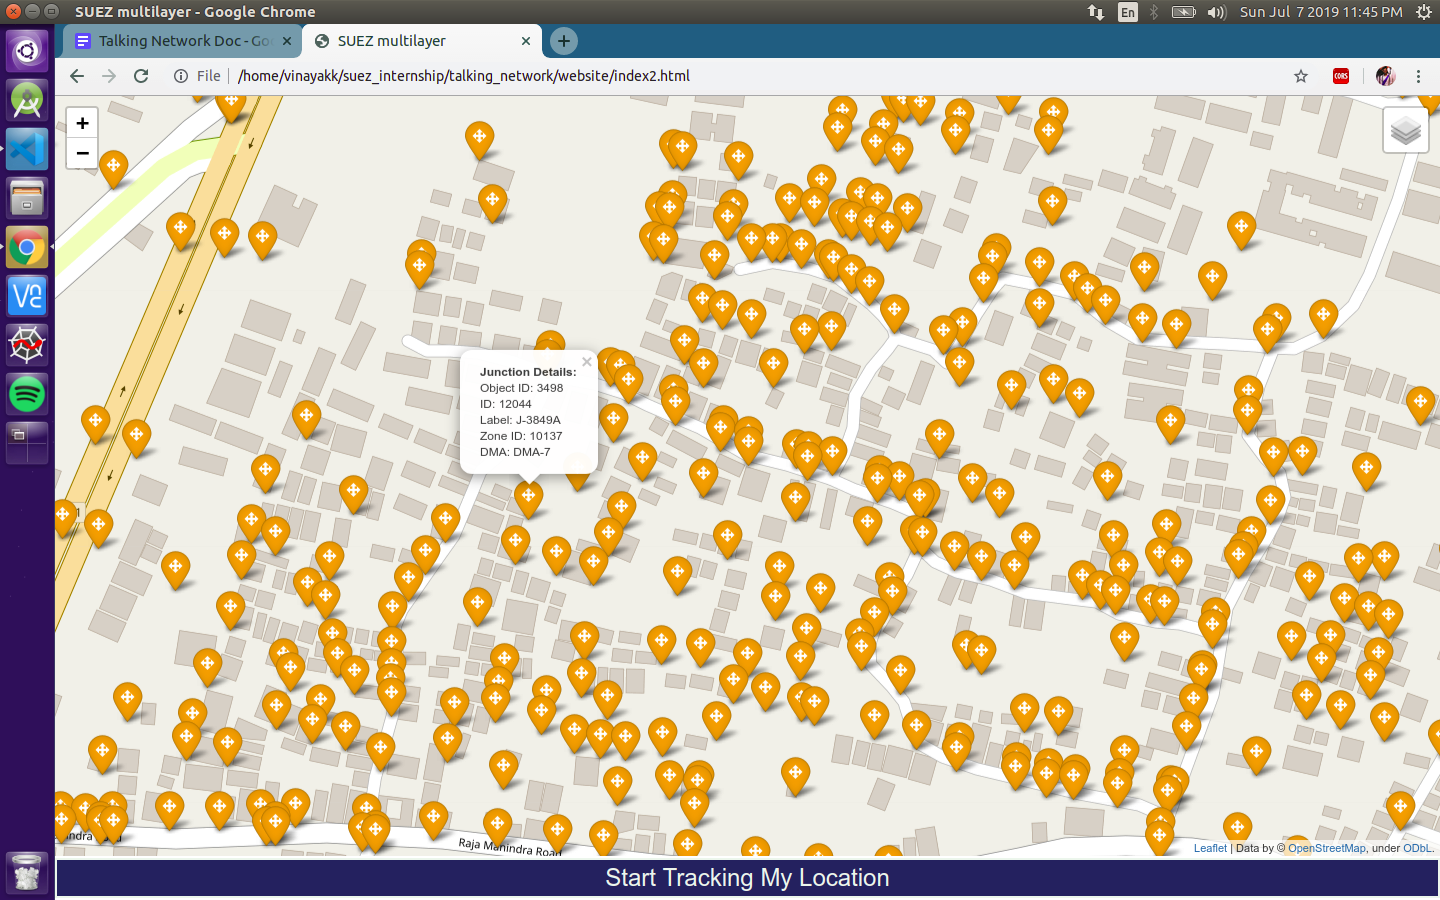 SUEZ multilayer - Google Chrome
En
Sun Jul 7 2019 11:45 PM
Talking Network Doc - Go
SUEZ multilayer
File
/home/vinayakk/suez_internship/talking_network/website/index2.html
CORS
+
−
Junction Details:
Object ID: 3498
ID: 12044
Label: J-3849A
Zone ID: 10137
DMA: DMA-7
×
1
Raja Mahindra Road
Leaflet | Data by © OpenStreetMap, under ODbL.
Start Tracking My Location